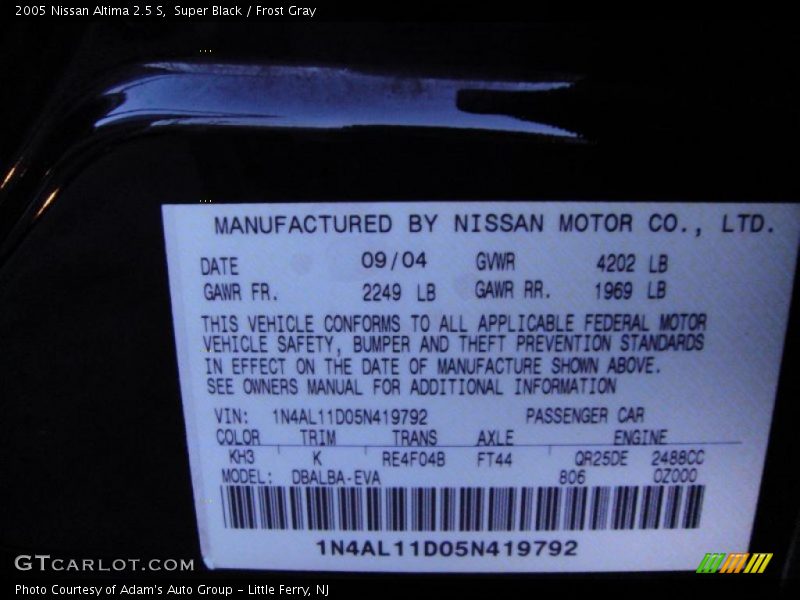 2005 Nissan Altima 2.5 S, Super Black / Frost Gray
MANUFACTURED BY NISSAN MOTOR CO., LTD.
DATE 09/04 GVWR 4202 LB
GAWR FR. 2249 LB GAWR RR. 1969 LB
THIS VEHICLE CONFORMS TO ALL APPLICABLE FEDERAL MOTOR
VEHICLE SAFETY, BUMPER AND THEFT PREVENTION STANDARDS
IN EFFECT ON THE DATE OF MANUFACTURE SHOWN ABOVE.
SEE OWNERS MANUAL FOR ADDITIONAL INFORMATION
VIN: 1N4AL11D05N419792 PASSENGER CAR
COLOR TRIM TRANS AXLE ENGINE
KH3 K RE4F04B FT44 QR25DE 2488CC
MODEL: DBALBA-EVA 806 0Z000
1N4AL11D05N419792
GTCARLOT.COM
Photo Courtesy of Adam's Auto Group - Little Ferry, NJ